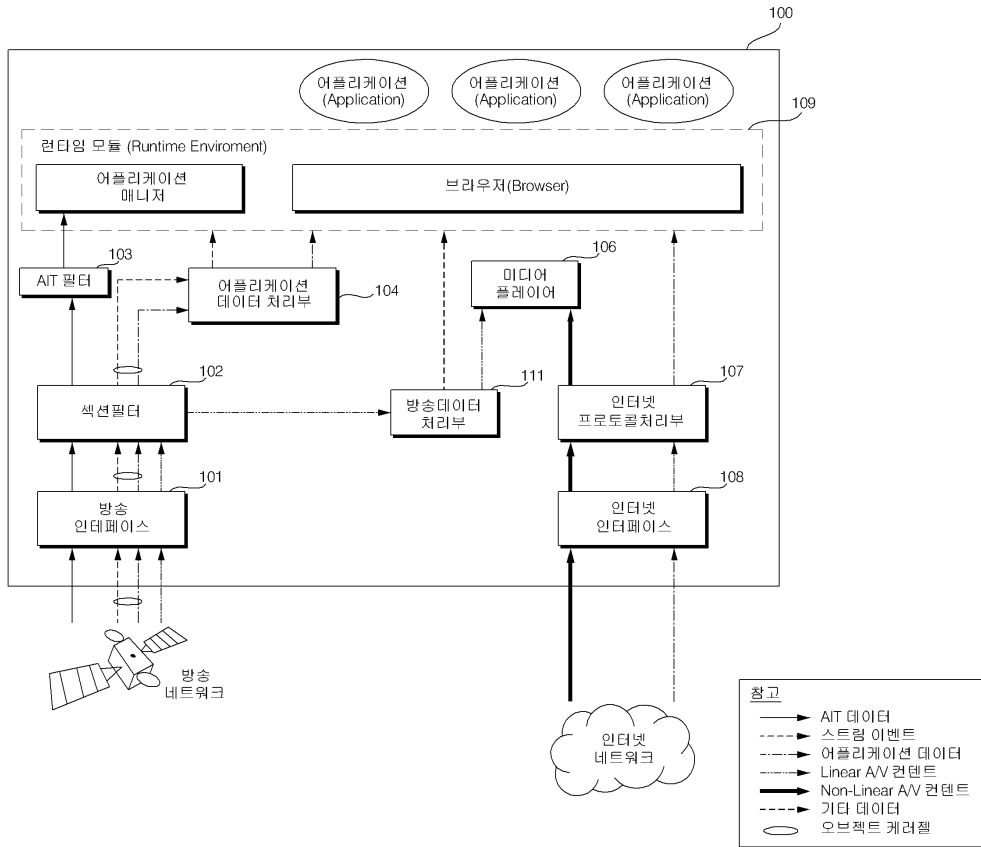 100
어플리케이션
(Application)
어플리케이션
(Application)
어플리케이션
(Application)
109
런타임 모듈 (Runtime Enviroment)
어플리케이션
매니저
브라우저(Browser)
103
AIT 필터
어플리케이션
데이터 처리부
104
106
미디어
플레이어
102
섹션필터
111
방송데이터
처리부
107
인터넷
프로토콜처리부
101
방송
인테페이스
108
인터넷
인터페이스
방송
네트워크
인터넷
네트워크
참고
AIT 데이터
스트림 이벤트
어플리케이션 데이터
Linear A/V 컨텐트
Non-Linear A/V 컨텐트
기타 데이터
오브젝트 케러젤